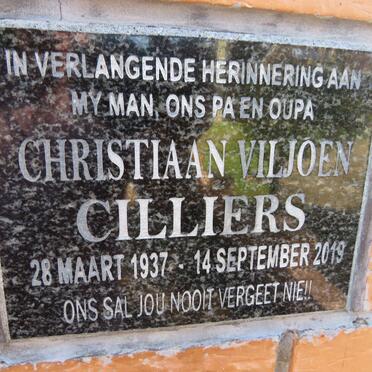 IN VERLANGENDE HERINNERING AAN
MY MAN, ONS PA EN OUPA
CHRISTIAAN VILJOEN
CILLIERS
28 MAART 1937 - 14 SEPTEMBER 2019
ONS SAL JOU NOOIT VERGEET NIE!!